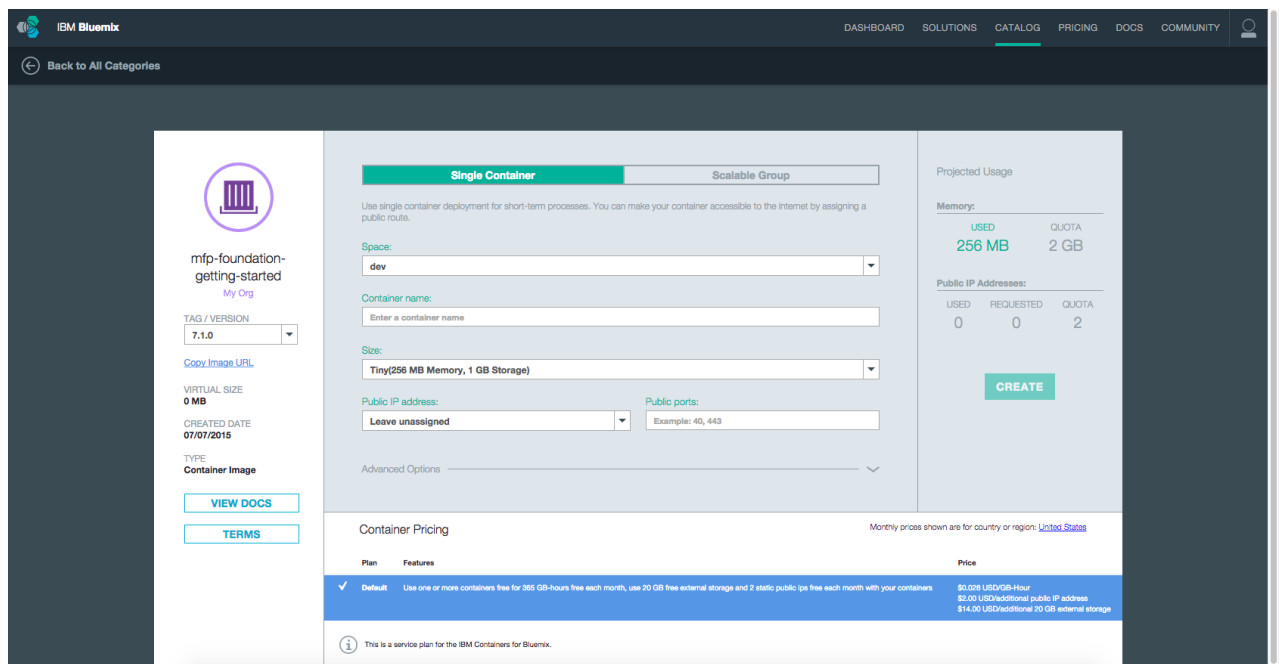 IBM Bluemix
DASHBOARD SOLUTIONS CATALOG PRICING DOCS COMMUNITY
Back to All Categories
mfp-foundation-
getting-started
My Org
TAG / VERSION
7.1.0
Copy Image URL
VIRTUAL SIZE
0 MB
CREATED DATE
07/07/2015
TYPE
Container Image
VIEW DOCS
TERMS
Single Container
Scalable Group
Use single container deployment for short-term processes. You can make your container accessible to the internet by assigning a
public route.
Space:
dev
Container name:
Enter a container name
Size:
Tiny(256 MB Memory, 1 GB Storage)
Public IP address:
Public ports:
Leave unassigned
Example: 40, 443
Advanced Options
Projected Usage
Memory:
USED QUOTA
256 MB 2 GB
Public IP Addresses:
USED REQUESTED QUOTA
0 0 2
CREATE
Container Pricing
Monthly prices shown are for country or region: United States
Plan Features Price
Default Use one or more containers free for 365 GB-hours free each month, use 20 GB free external storage and 2 static public ips free each month with your containers
$0.028 USD/GB-Hour
$2.00 USD/additional public IP address
$14.00 USD/additional 20 GB external storage
This is a service plan for the IBM Containers for Bluemix.